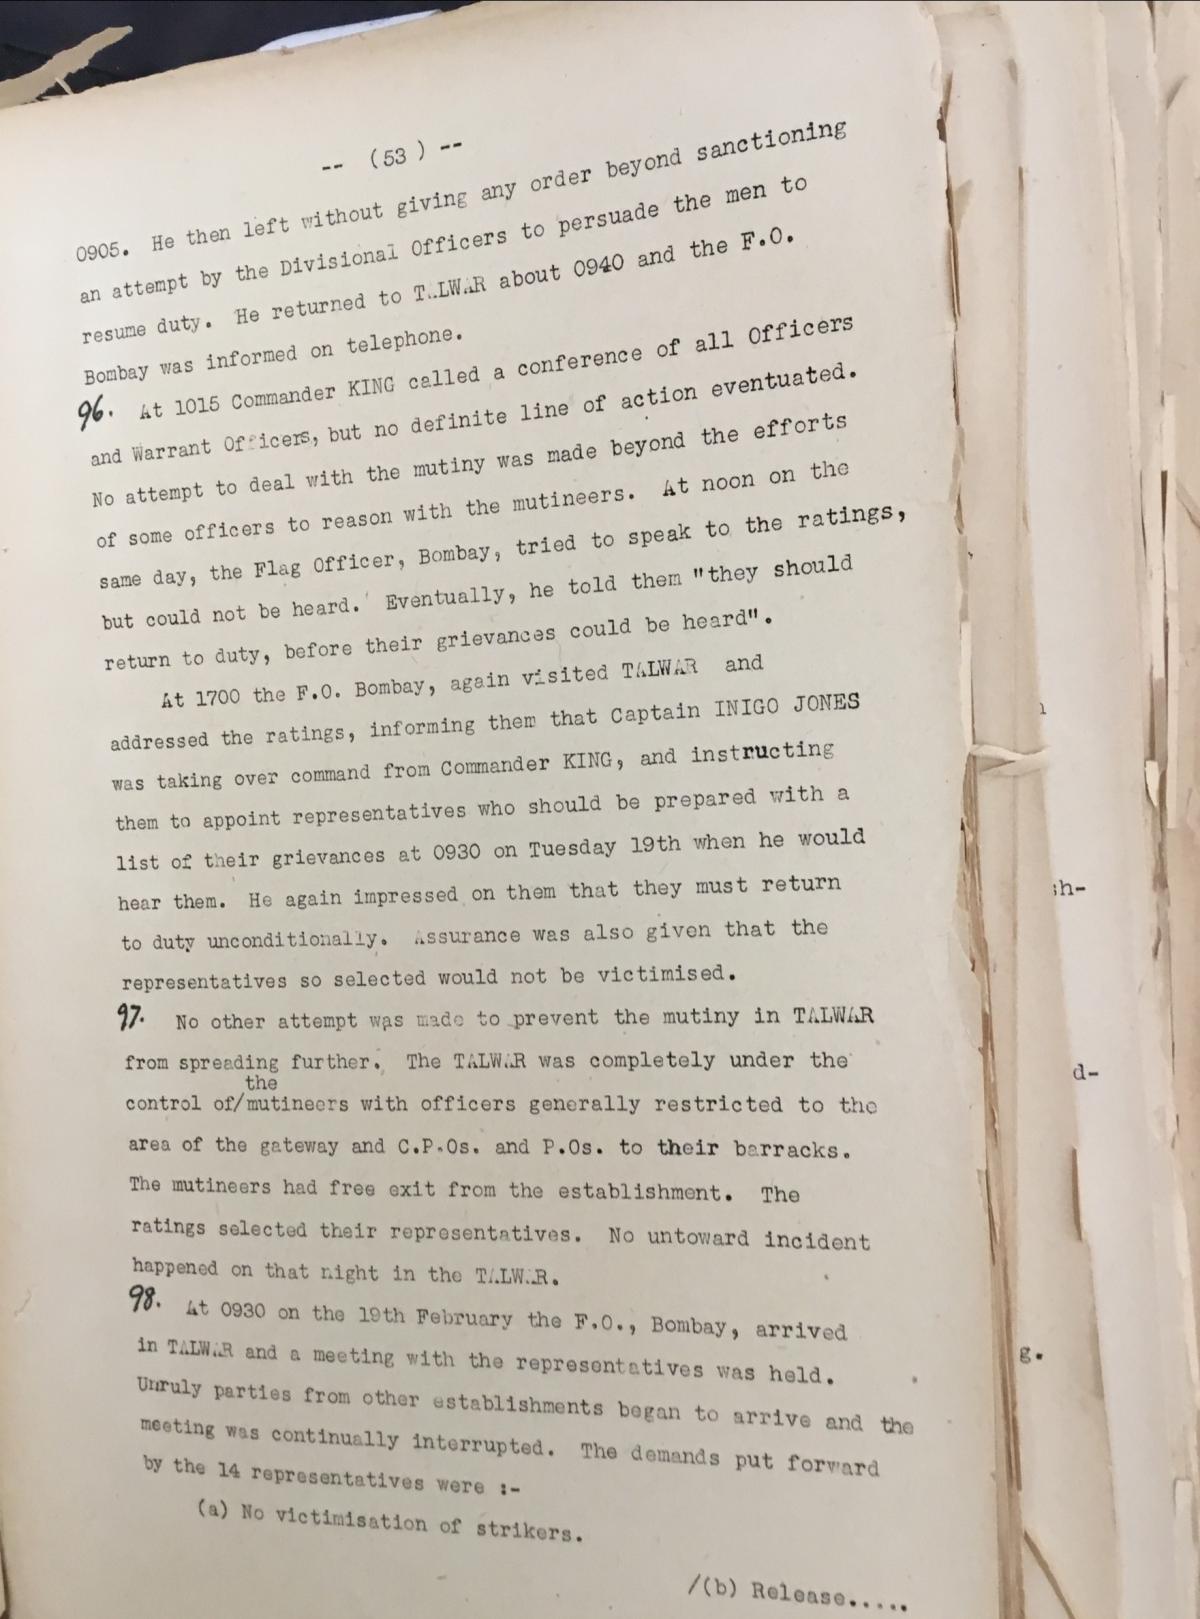 -- (53) --
0905. He then left without giving any order beyond sanctioning
an attempt by the Divisional Officers to persuade the men to
resume duty. He returned to TALWAR about 0940 and the F.O.
Bombay was informed on telephone.
96. At 1015 Commander KING called a conference of all Officers
and Warrant Officers, but no definite line of action eventuated.
No attempt to deal with the mutiny was made beyond the efforts
of some officers to reason with the mutineers. At noon on the
same day, the Flag Officer, Bombay, tried to speak to the ratings,
but could not be heard. Eventually, he told them "they should
return to duty, before their grievances could be heard".
At 1700 the F.O. Bombay, again visited TALWAR and
addressed the ratings, informing them that Captain INIGO JONES
was taking over command from Commander KING, and instructing
them to appoint representatives who should be prepared with a
list of their grievances at 0930 on Tuesday 19th when he would
hear them. He again impressed on them that they must return
to duty unconditionally. Assurance was also given that the
representatives so selected would not be victimised.
97. No other attempt was made to prevent the mutiny in TALWAR
from spreading further. The TALWAR was completely under the
the
control of/mutineers with officers generally restricted to the
area of the gateway and C.P.Os. and P.Os. to their barracks.
The mutineers had free exit from the establishment. The
ratings selected their representatives. No untoward incident
happened on that night in the TALWAR.
98. At 0930 on the 19th February the F.O., Bombay, arrived
in TALWAR and a meeting with the representatives was held.
Unruly parties from other establishments began to arrive and the
meeting was continually interrupted. The demands put forward
by the 14 representatives were :-
(a) No victimisation of strikers.
/(b) Release.....
h-
d-
g.